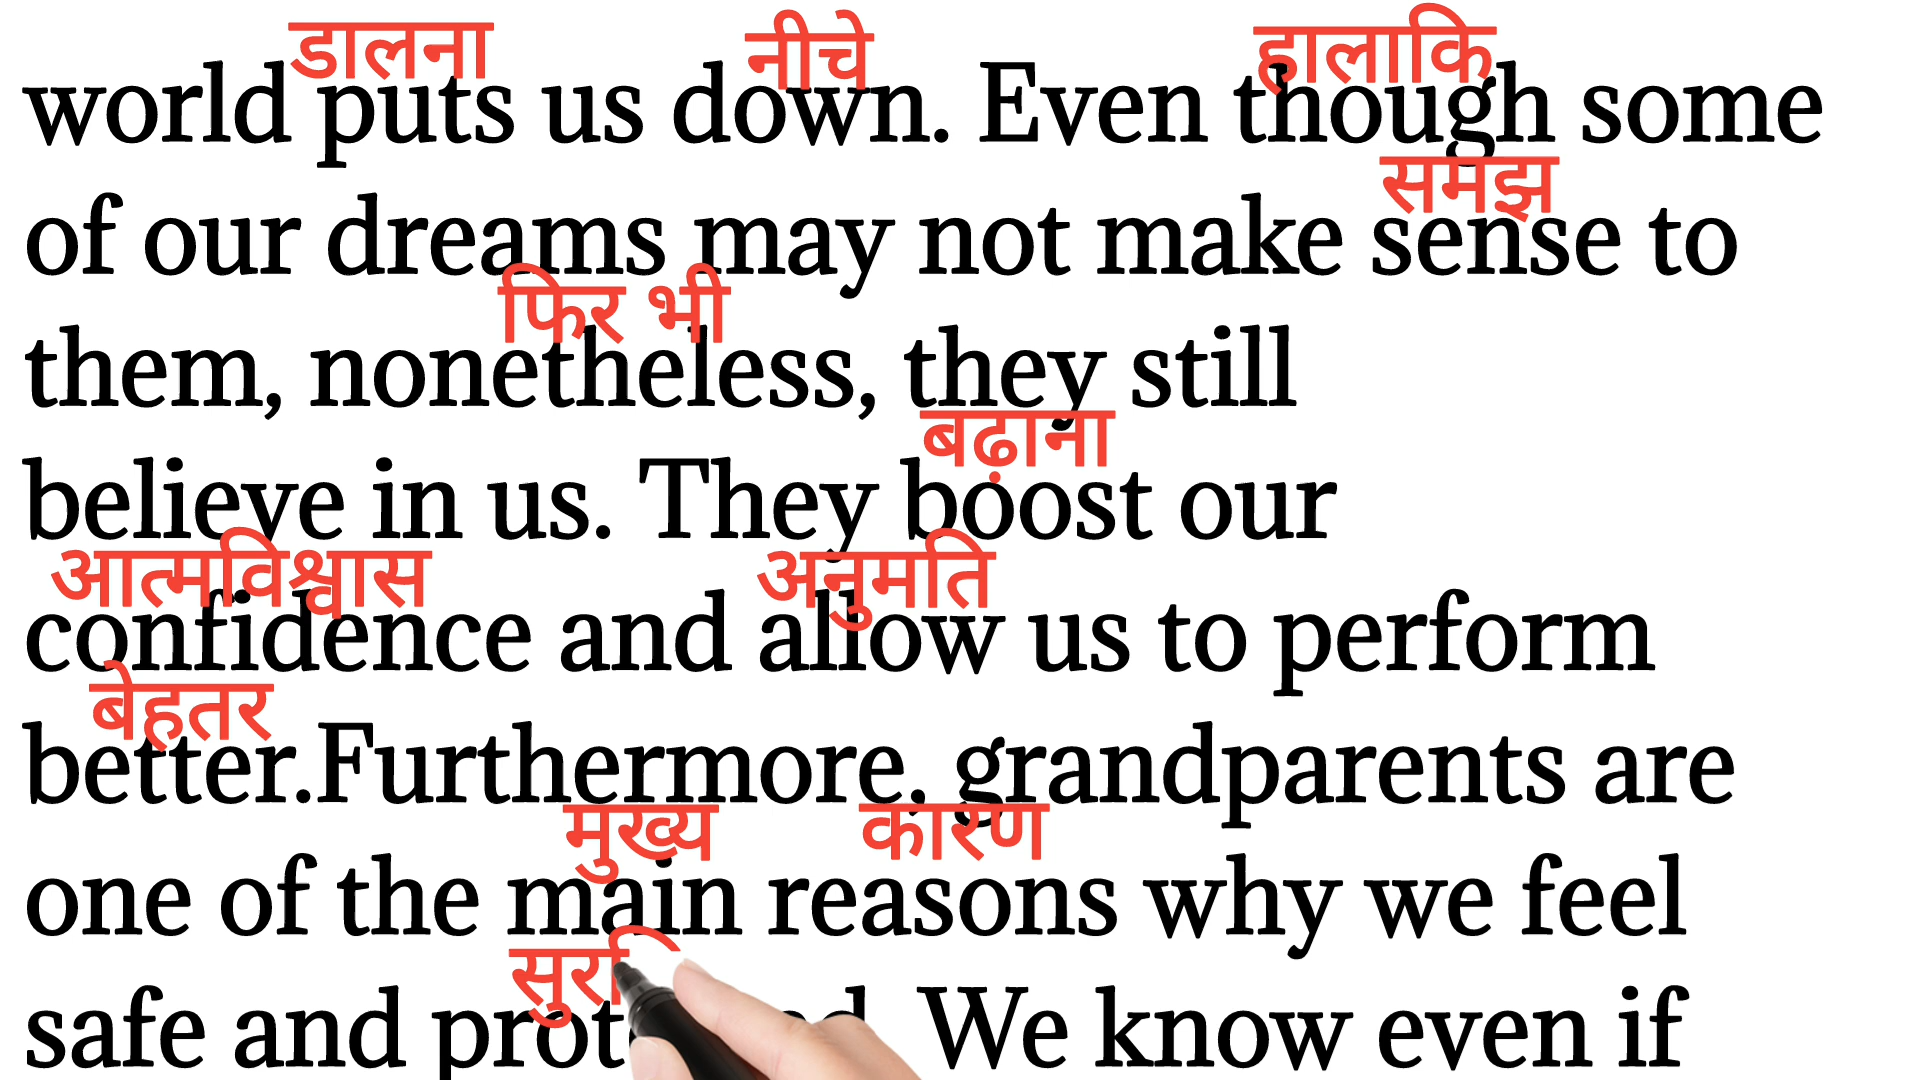 डालना नीचे हालाकि
world puts us down. Even though some
समझ
of our dreams may not make sense to
फिर भी
them, nonetheless, they still
बढ़ाना
believe in us. They boost our
आत्मविश्वास अनुमति
confidence and allow us to perform
बेहतर
better.Furthermore, grandparents are
मुख्य कारण
one of the main reasons why we feel
safe and We know even if